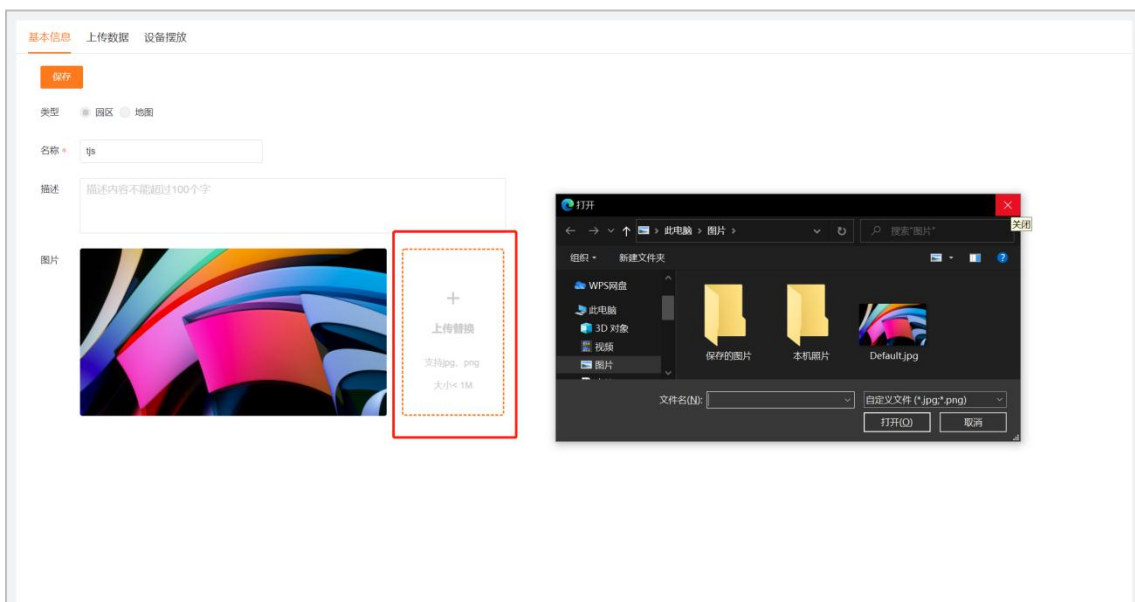 基本信息 上传数据 设备摆放
保存
类型 园区 地图
名称 * tjs
描述 描述内容不能超过100个字
图片
+
上传替换
支持jpg、png
大小< 1M
打开
关闭
此电脑 > 图片 >
搜索"图片"
组织 新建文件夹
WPS网盘
此电脑
3D 对象
视频
图片
保存的图片 本机照片 Default.jpg
文件名(N): 自定义文件 (*.jpg;*.png)
打开(O) 取消